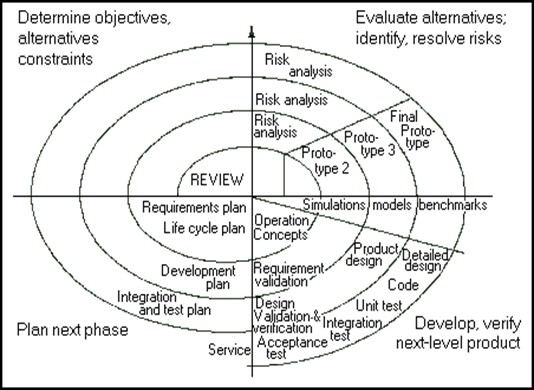 Determine objectives,
alternatives
constraints
Evaluate alternatives;
identify, resolve risks
Risk
analysis
Risk analysis
Risk
analysis
Final
Proto-
type
Proto-
type 3
Proto-
type 2
REVIEW
Simulations models benchmarks
Requirements plan
Life cycle plan
Operation
Concepts
Development
plan
Requirement
validation
Product
design
Detailed
design
Code
Integration
and test plan
Design
Validation&
verification
Unit test
Integration
test
Acceptance
test
Service
Plan next phase
Develop, verify
next-level product